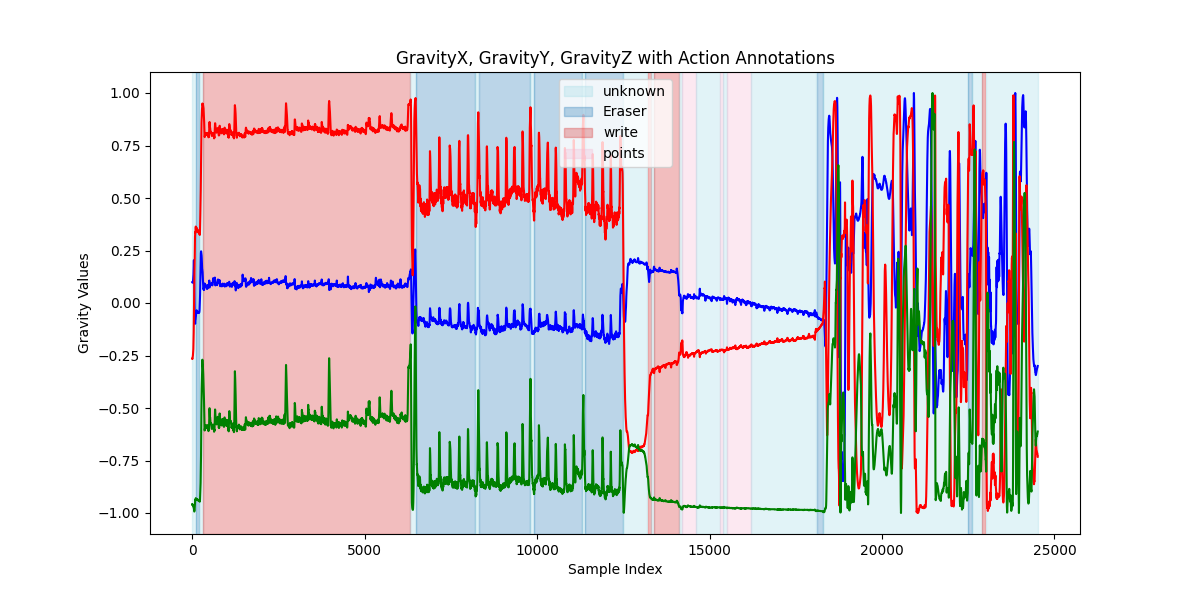 GravityX, GravityY, GravityZ with Action Annotations
1.00
0.75
0.50
0.25
0.00
−0.25
−0.50
−0.75
−1.00
Gravity Values
unknown
Eraser
write
points
0
5000
10000
15000
20000
25000
Sample Index